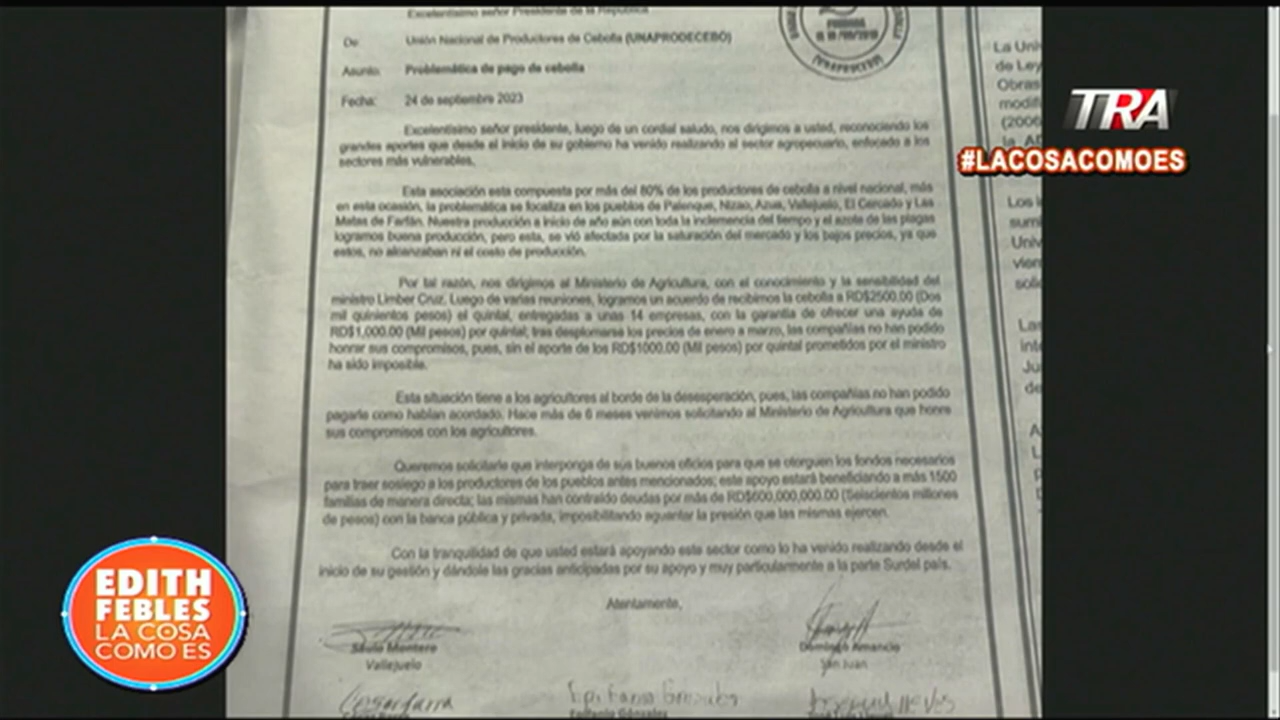 Excelentísimo señor Presidente de la República
De: Unión Nacional de Productores de Cebolla (UNAPRODECEBO)
Asunto: Problemática de pago de cebolla
Fecha: 24 de septiembre 2023
(UNAPRODECEBO)
Excelentísimo señor presidente, luego de un cordial saludo, nos dirigimos a usted, reconociendo los
grandes aportes que desde el inicio de su gobierno ha venido realizando al sector agropecuario, enfocado a los
sectores más vulnerables.
Esta asociación esta compuesta por más del 80% de los productores de cebolla a nivel nacional, más
en esta ocasión, la problemática se focaliza en los pueblos de Palenque, Nizao, Azua, Vallejuelo, El Cercado y Las
Matas de Farfán. Nuestra producción a inicio de año aún con toda la inclemencia del tiempo y el azote de las plagas
logramos buena producción, pero esta, se vió afectada por la saturación del mercado y los bajos precios, ya que
estos, no alcanzaban ni el costo de producción.
Por tal razón, nos dirigimos al Ministerio de Agricultura, con el conocimiento y la sensibilidad del
ministro Limber Cruz. Luego de varias reuniones, logramos un acuerdo de recibirnos la cebolla a RD$2500.00 (Dos
mil quinientos pesos) el quintal, entregadas a unas 14 empresas, con la garantía de ofrecer una ayuda de
RD$1,000.00 (Mil pesos) por quintal; tras desplomarse los precios de enero a marzo, las compañías no han podido
honrar sus compromisos, pues, sin el aporte de los RD$1000.00 (Mil pesos) por quintal prometidos por el ministro
ha sido imposible.
Esta situación tiene a los agricultores al borde de la desesperación, pues, las compañías no han podido
pagarle como habían acordado. Hace más de 6 meses venimos solicitando al Ministerio de Agricultura que honre
sus compromisos con los agricultores.
Queremos solicitarle que interponga de sus buenos oficios para que se otorguen los fondos necesarios
para traer sosiego a los productores de los pueblos antes mencionados; este apoyo estará beneficiando a más 1500
familias de manera directa; las mismas han contraído deudas por más de RD$600,000,000.00 (Seiscientos millones
de pesos) con la banca pública y privada, imposibilitando aguantar la presión que las mismas ejercen.
Con la tranquilidad de que usted estará apoyando este sector como lo ha venido realizando desde el
inicio de su gestión y dándole las gracias anticipadas por su apoyo y muy particularmente a la parte Surdel país.
Atentamente,
Saulo Montero
Vallejuelo
Domingo Amancio
San Juan
La Uni
de Ley
Obras
modifi
(2006
la AD
Los
sumi
Univ
vien
soli
Las
inte
Ju
de
TRA
#LACOSACOMOES
EDITH
FEBLES
LA COSA
COMO ES